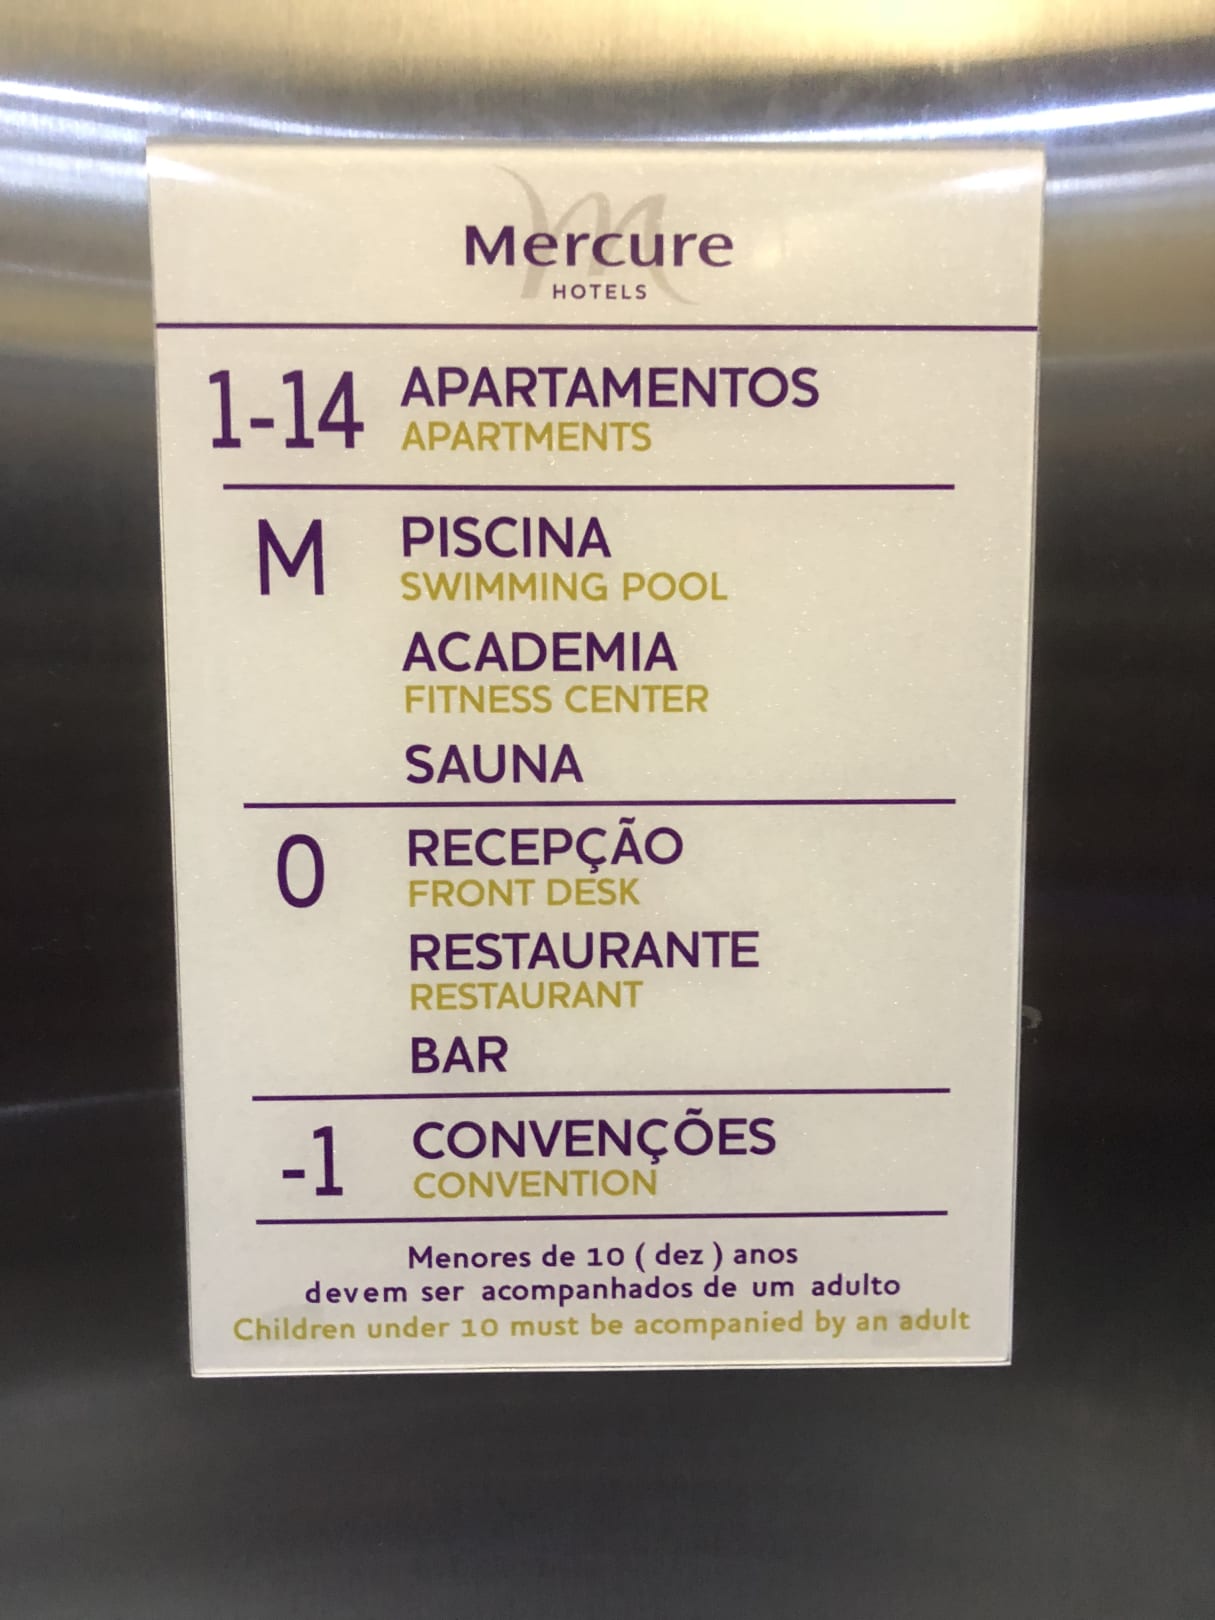 Mercure
HOTELS
1-14 APARTAMENTOS
APARTMENTS
M PISCINA
SWIMMING POOL
ACADEMIA
FITNESS CENTER
SAUNA
0 RECEPÇÃO
FRONT DESK
RESTAURANTE
RESTAURANT
BAR
-1 CONVENÇÕES
CONVENTION
Menores de 10 ( dez ) anos
devem ser acompanhados de um adulto
Children under 10 must be acompanied by an adult